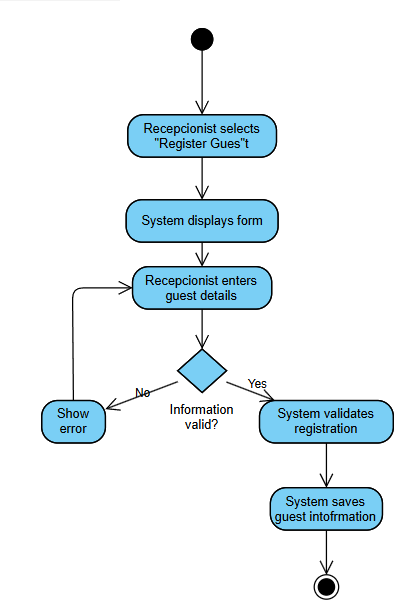 Recepcionist selects
"Register Gues"t
System displays form
Recepcionist enters
guest details
No
Yes
Information
valid?
Show
error
System validates
registration
System saves
guest intofrmation